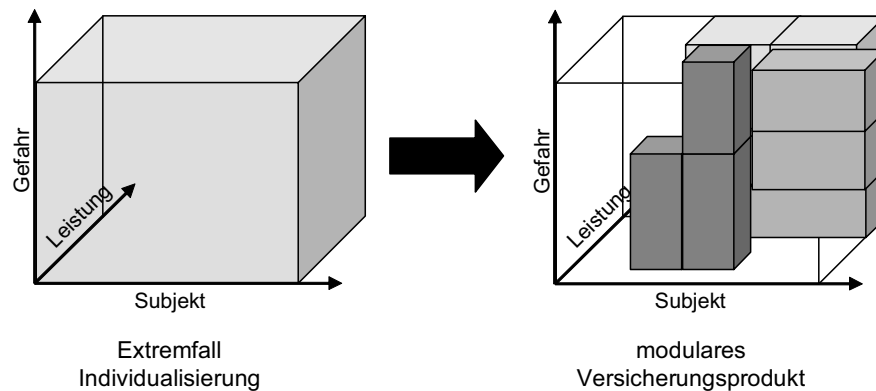 Gefahr
Leistung
Subjekt
Extremfall
Individualisierung
Gefahr
Leistung
Subjekt
modulares
Versicherungsprodukt